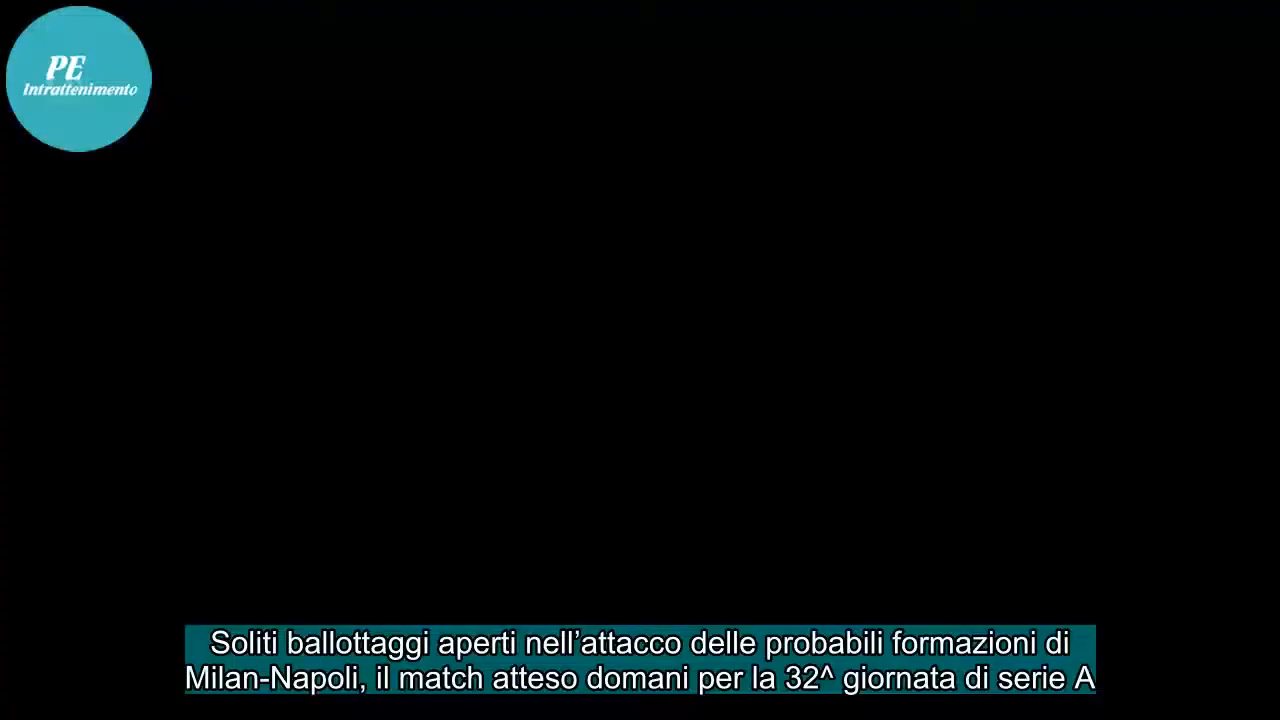 PE
Intrattenimento
Soliti ballottaggi aperti nell’attacco delle probabili formazioni di
Milan-Napoli, il match atteso domani per la 32^ giornata di serie A